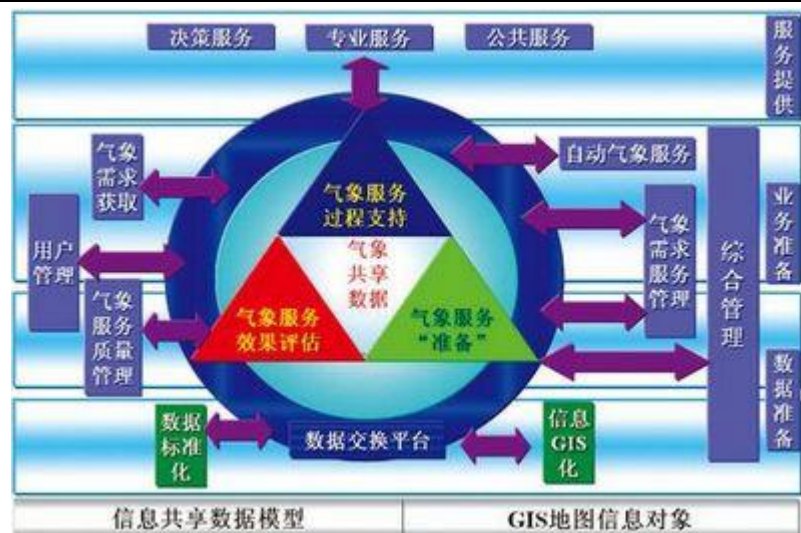 决策服务
专业服务
公共服务
服务提供
气象
需求
获取
自动气象服务
气象服务
过程支持
用户
管理
气象
共享
数据
气象
需求
服务
管理
综合管理
业务准备
气象
服务
质量
管理
气象服务
效果评估
气象服务
“准备”
数据准备
数据
标准
化
数据交换平台
信息
GIS
化
信息共享数据模型
GIS地图信息对象